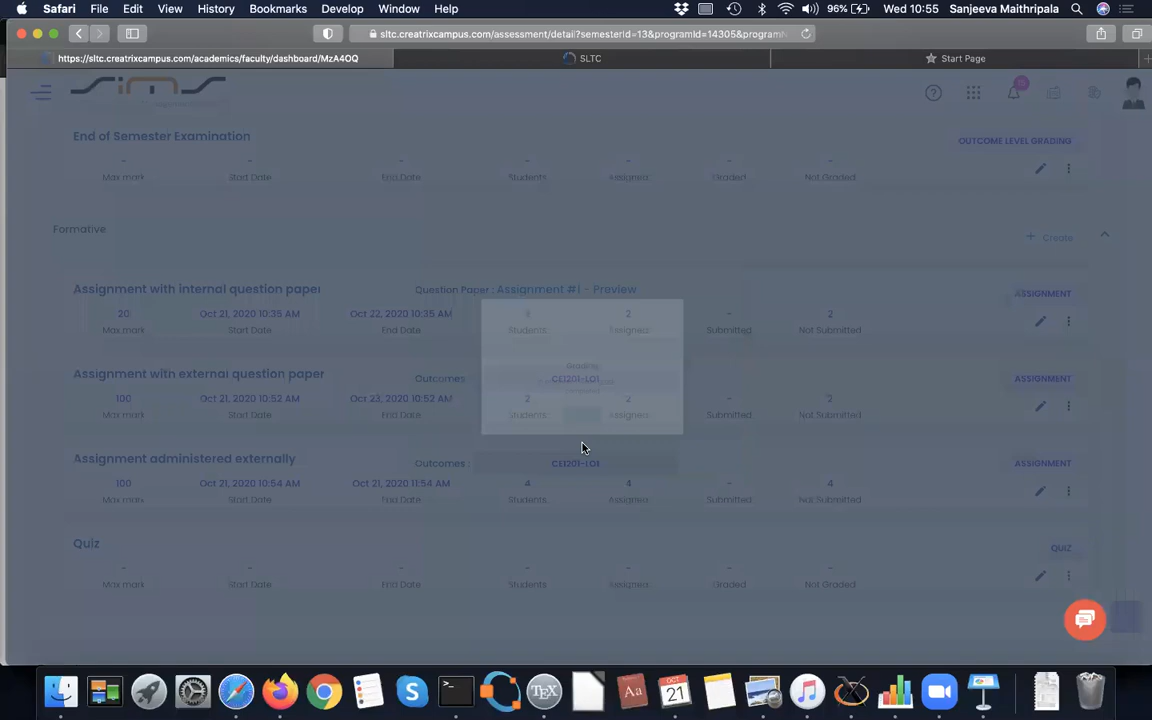 Safari File Edit View History Bookmarks Develop Window Help 96% Wed 10:55 Sanjeeva Maithripala
sltc.creatrixcampus.com/assessment/detail?semesterId=13&programId=14305&program
https://sltc.creatrixcampus.com/academics/faculty/dashboard/MzA4OQ SLTC Start Page
sims
End of Semester Examination OUTCOME LEVEL GRADING
- - - - - - -
Max mark Start Date End Date Students Assigned Graded Not Graded
Formative + Create
Assignment with internal question paper Question Paper : Assignment #1 - Preview ASSIGNMENT
20 Oct 21, 2020 10:35 AM Oct 22, 2020 10:35 AM 2 - 2
Max mark Start Date End Date Students Assigned Submitted Not Submitted
Grading
Assignment with external question paper Outcomes CE1201-LO1 ASSIGNMENT
100 Oct 21, 2020 10:52 AM Oct 23, 2020 10:52 AM 2 2 - 2
Max mark Start Date End Date Students Assigned Submitted Not Submitted
Assignment administered externally Outcomes : CE1201-LO1 ASSIGNMENT
100 Oct 21, 2020 10:54 AM Oct 21, 2020 11:54 AM 4 4 - 4
Max mark Start Date End Date Students Assigned Submitted Not Submitted
Quiz QUIZ
- - - - - - -
Max mark Start Date End Date Students Assigned Graded Not Graded
TEX Aa OCT 21